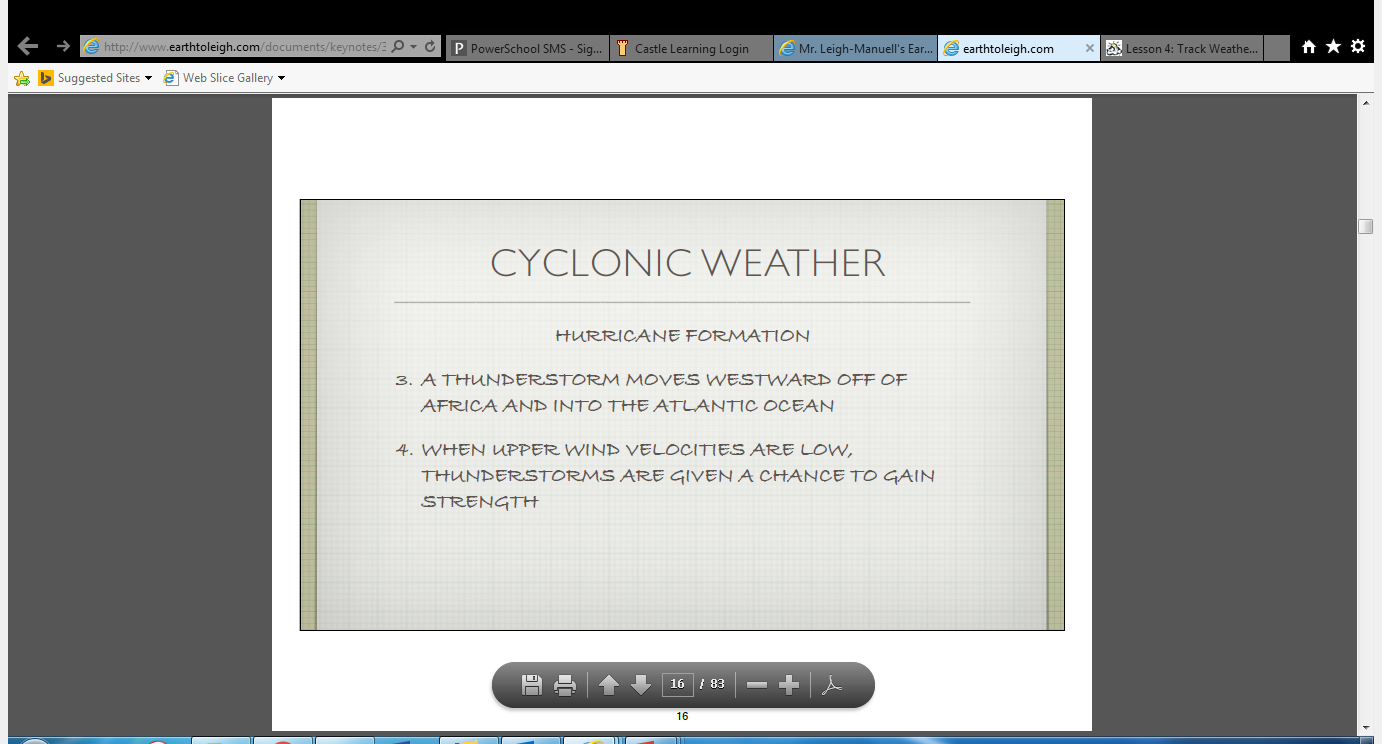 http://www.earthtoleigh.com/documents/keynotes/3
PowerSchool SMS - Sig...
Castle Learning Login
Mr. Leigh-Manuell's Ear...
earthtoleigh.com
Lesson 4: Track Weathe...
Suggested Sites
Web Slice Gallery
CYCLONIC WEATHER
HURRICANE FORMATION
3. A THUNDERSTORM MOVES WESTWARD OFF OF
AFRICA AND INTO THE ATLANTIC OCEAN
4. WHEN UPPER WIND VELOCITIES ARE LOW,
THUNDERSTORMS ARE GIVEN A CHANCE TO GAIN
STRENGTH
16 / 83
16